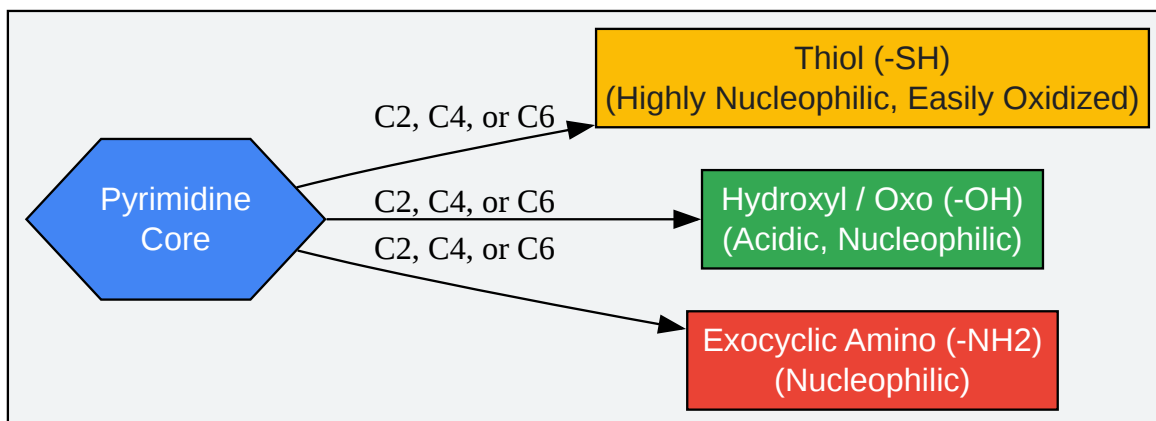 Thiol (-SH)
(Highly Nucleophilic, Easily Oxidized)
C2, C4, or C6
Pyrimidine
Core
C2, C4, or C6
Hydroxyl / Oxo (-OH)
(Acidic, Nucleophilic)
C2, C4, or C6
Exocyclic Amino (-NH2)
(Nucleophilic)